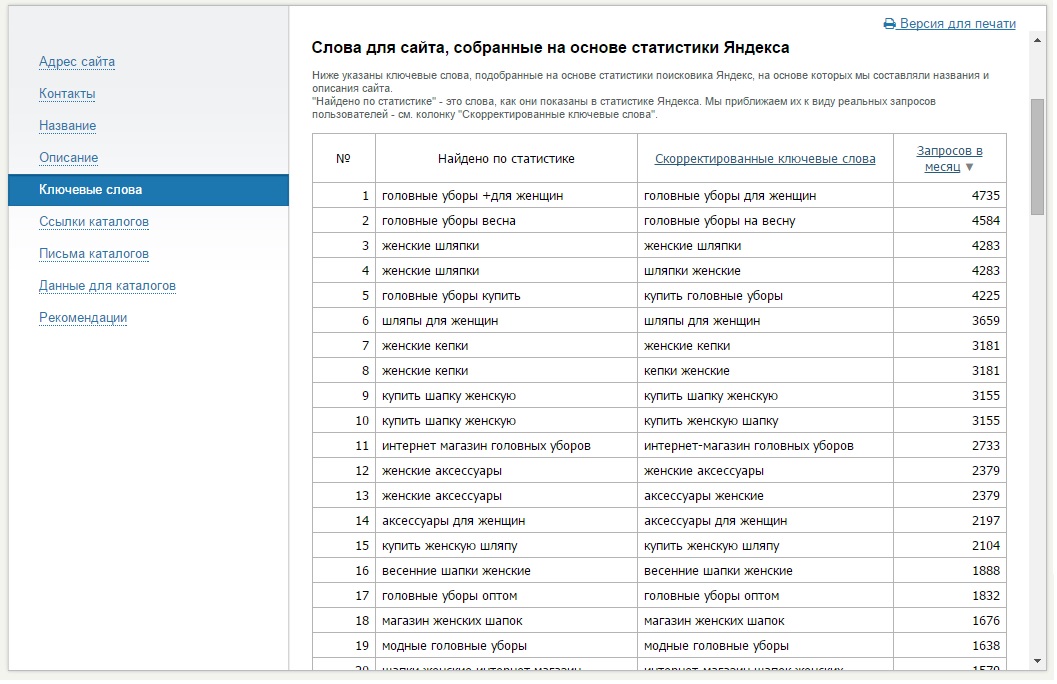 Версия для печати
Адрес сайта
Контакты
Название
Описание
Ключевые слова
Ссылки каталогов
Письма каталогов
Данные для каталогов
Рекомендации
Слова для сайта, собранные на основе статистики Яндекса
Ниже указаны ключевые слова, подобранные на основе статистики поисковика Яндекс, на основе которых мы составляли названия и
описания сайта.
"Найдено по статистике" - это слова, как они показаны в статистике Яндекса. Мы приближаем их к виду реальных запросов
пользователей - см. колонку "Скорректированные ключевые слова".
№ Найдено по статистике Скорректированные ключевые слова Запросов в
месяц ▼
1 головные уборы +для женщин головные уборы для женщин 4735
2 головные уборы весна головные уборы на весну 4584
3 женские шляпки женские шляпки 4283
4 женские шляпки шляпки женские 4283
5 головные уборы купить купить головные уборы 4225
6 шляпы для женщин шляпы для женщин 3659
7 женские кепки женские кепки 3181
8 женские кепки кепки женские 3181
9 купить шапку женскую купить шапку женскую 3155
10 купить шапку женскую купить женскую шапку 3155
11 интернет магазин головных уборов интернет-магазин головных уборов 2733
12 женские аксессуары женские аксессуары 2379
13 женские аксессуары аксессуары женские 2379
14 аксессуары для женщин аксессуары для женщин 2197
15 купить женскую шляпу купить женскую шляпу 2104
16 весенние шапки женские весенние шапки женские 1888
17 головные уборы оптом головные уборы оптом 1832
18 магазин женских шапок магазин женских шапок 1676
19 модные головные уборы модные головные уборы 1638
20 шапки женские интернет магазин интернет-магазин шапок женских 1579